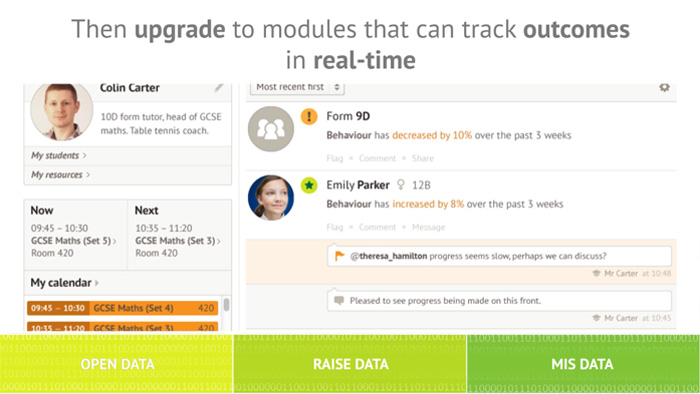 Then upgrade to modules that can track outcomes
in real-time
Colin Carter
10D form tutor, head of GCSE
maths. Table tennis coach.
My students >
My resources >
Now
09:45 – 10:30
GCSE Maths (Set 5) >
Room 420
Next
10:35 – 11:20
GCSE Maths (Set 3) >
Room 420
My calendar >
09:45 – 10:30 GCSE Maths (Set 4) 420
10:35 – 11:20 GCSE Maths (Set 3) 420
Most recent first
Form 9D
Behaviour has decreased by 10% over the past 3 weeks
Flag • Comment • Share
Emily Parker 12B
Behaviour has increased by 8% over the past 3 weeks
Flag • Comment • Message
@theresa_hamilton progress seems slow, perhaps we can discuss?
Mr Carter at 10:48
Pleased to see progress being made on this front.
Mr Carter at 10:45
OPEN DATA
RAISE DATA
MIS DATA